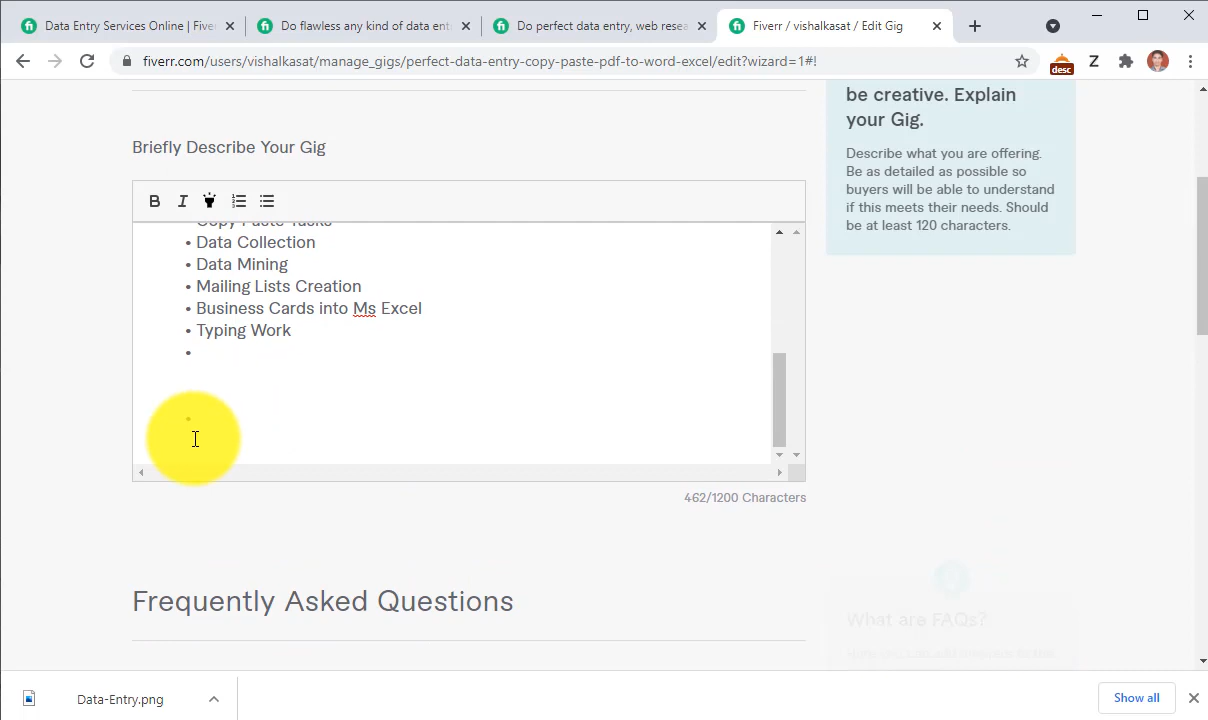 Data Entry Services Online | Five
Do flawless any kind of data ent
Do perfect data entry, web resea
Fiverr / vishalkasat / Edit Gig
fiverr.com/users/vishalkasat/manage_gigs/perfect-data-entry-copy-paste-pdf-to-word-excel/edit?wizard=1#!
desc
Z
be creative. Explain
your Gig.
Describe what you are offering.
Be as detailed as possible so
buyers will be able to understand
if this meets their needs. Should
be at least 120 characters.
Briefly Describe Your Gig
B I
• Copy Paste Tasks
• Data Collection
• Data Mining
• Mailing Lists Creation
• Business Cards into Ms Excel
• Typing Work
•
•
462/1200 Characters
Frequently Asked Questions
What are FAQs?
Data-Entry.png
Show all